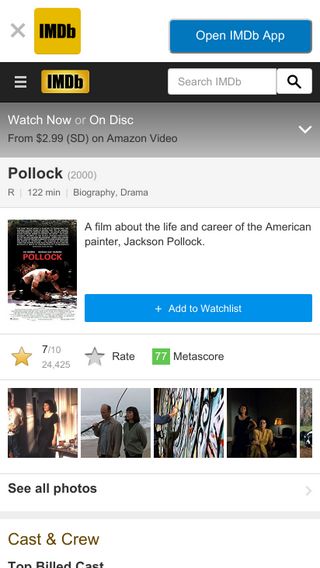 IMDb
Open IMDb App
IMDb
Search IMDb
Watch Now or On Disc
From $2.99 (SD) on Amazon Video
Pollock (2000)
R | 122 min | Biography, Drama
POLLOCK
A film about the life and career of the American
painter, Jackson Pollock.
+ Add to Watchlist
7/10
24,425
Rate
77 Metascore
See all photos
Cast & Crew
Top Billed Cast